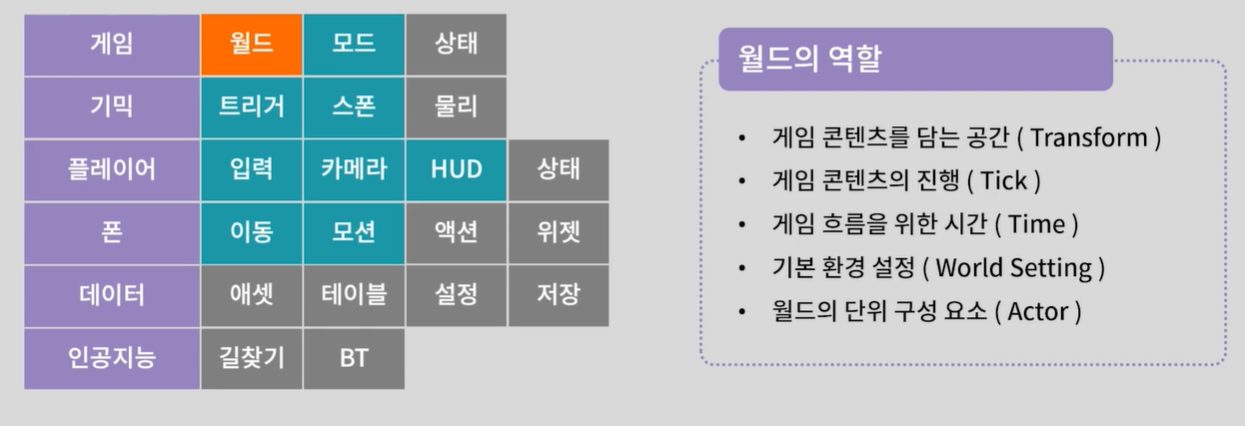 게임 월드 모드 상태
기믹 트리거 스폰 물리
플레이어 입력 카메라 HUD 상태
폰 이동 모션 액션 위젯
데이터 애셋 테이블 설정 저장
인공지능 길찾기 BT
월드의 역할
• 게임 콘텐츠를 담는 공간 ( Transform )
• 게임 콘텐츠의 진행 ( Tick )
• 게임 흐름을 위한 시간 ( Time )
• 기본 환경 설정 ( World Setting )
• 월드의 단위 구성 요소 ( Actor )